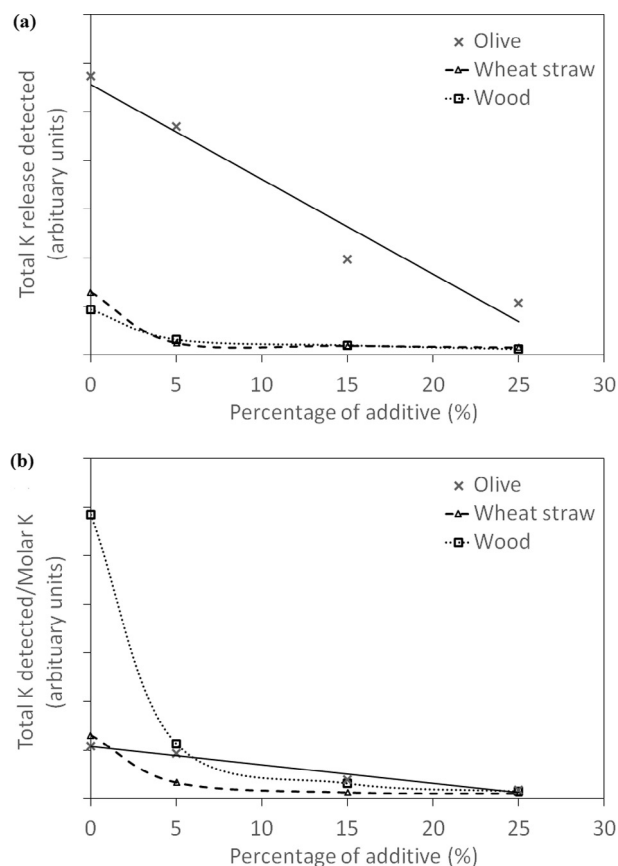 (a)
Olive
Wheat straw
Wood
Total K release detected
(arbituary units)
0 5 10 15 20 25 30
Percentage of additive (%)
(b)
Olive
Wheat straw
Wood
Total K detected/Molar K
(arbituary units)
0 5 10 15 20 25 30
Percentage of additive (%)